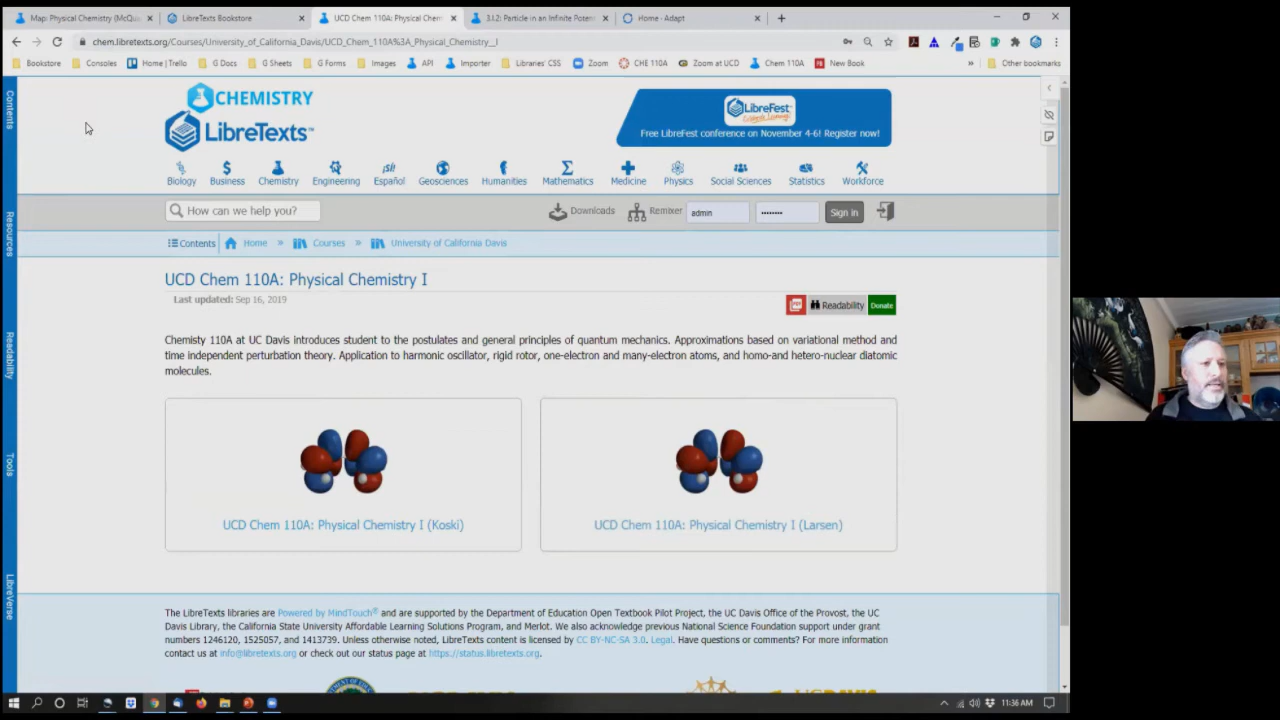 Map: Physical Chemistry (McQua
LibreTexts Bookstore
UCD Chem 110A: Physical Chem
3.1.2: Particle in an Infinite Poten
Home - Adapt
chem.libretexts.org/Courses/University_of_California_Davis/UCD_Chem_110A%3A_Physical_Chemistry__I
Bookstore
Consoles
Home | Trello
G Docs
G Sheets
G Forms
Images
API
Importer
Libraries' CSS
Zoom
CHE 110A
Zoom at UCD
Chem 110A
New Book
Other bookmarks
CHEMISTRY
LibreTexts™
LibreFest
Free LibreFest conference on November 4-6! Register now!
Biology
Business
Chemistry
Engineering
¡Sí!
Español
Geosciences
Humanities
Mathematics
Medicine
Physics
Social Sciences
Statistics
Workforce
How can we help you?
Downloads
Remixer
admin
••••••••
Sign in
Contents
Home » Courses » University of California Davis
UCD Chem 110A: Physical Chemistry I
Last updated: Sep 16, 2019
Readability
Donate
Chemisty 110A at UC Davis introduces student to the postulates and general principles of quantum mechanics. Approximations based on variational method and
time independent perturbation theory. Application to harmonic oscillator, rigid rotor, one-electron and many-electron atoms, and homo-and hetero-nuclear diatomic
molecules.
UCD Chem 110A: Physical Chemistry I (Koski)
UCD Chem 110A: Physical Chemistry I (Larsen)
The LibreTexts libraries are Powered by MindTouch® and are supported by the Department of Education Open Textbook Pilot Project, the UC Davis Office of the Provost, the UC
Davis Library, the California State University Affordable Learning Solutions Program, and Merlot. We also acknowledge previous National Science Foundation support under grant
numbers 1246120, 1525057, and 1413739. Unless otherwise noted, LibreTexts content is licensed by CC BY-NC-SA 3.0. Legal. Have questions or comments? For more information
contact us at info@libretexts.org or check out our status page at https://status.libretexts.org.
Contents
Resources
Readability
Tools
LibreVerse
11:36 AM